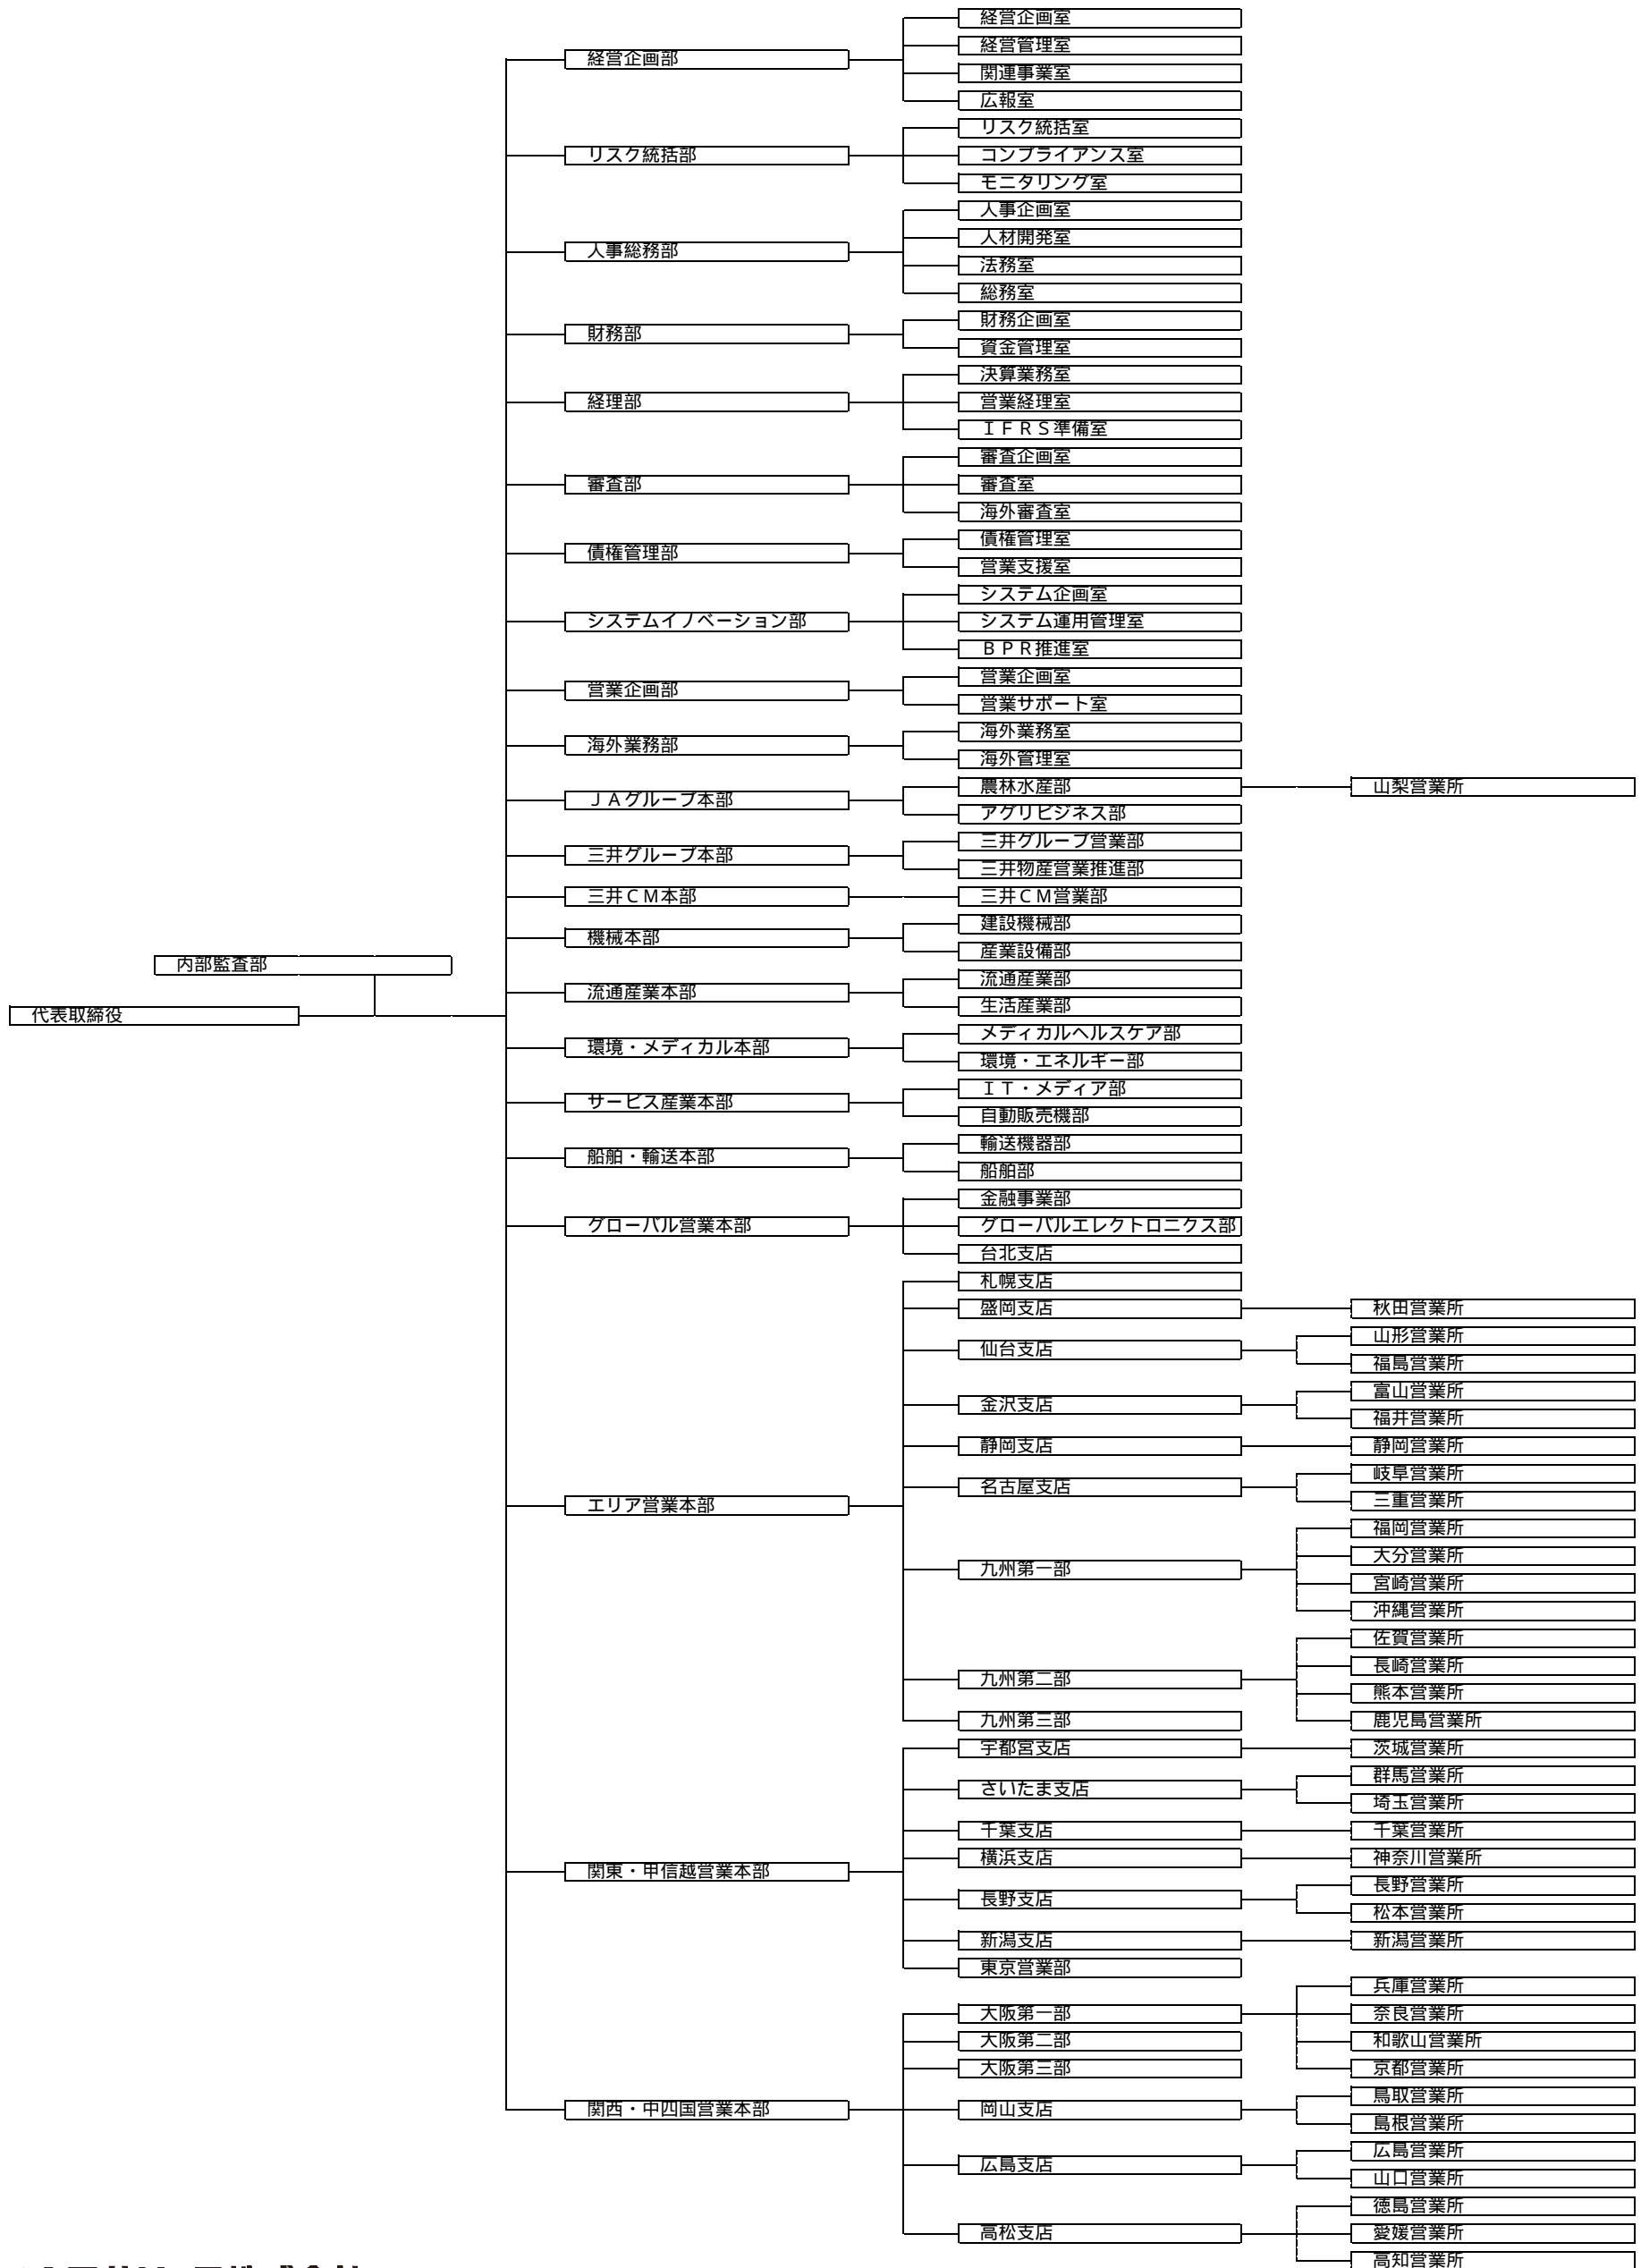 経営企画室
経営管理室
経営企画部
関連事業室
広報室
リスク統括室
リスク統括部
コンプライアンス室
モニタリング室
人事企画室
人材開発室
人事総務部
法務室
総務室
財務企画室
財務部
資金管理室
決算業務室
経理部
営業経理室
ＩＦＲＳ準備室
審査企画室
審査部
審査室
海外審査室
債権管理室
債権管理部
営業支援室
システム企画室
システムイノベーション部
システム運用管理室
ＢＰＲ推進室
営業企画室
営業企画部
営業サポート室
海外業務室
海外業務部
海外管理室
農林水産部
山梨営業所
ＪＡグループ本部
アグリビジネス部
三井グループ営業部
三井グループ本部
三井物産営業推進部
三井ＣＭ本部
三井ＣＭ営業部
建設機械部
機械本部
産業設備部
内部監査部
流通産業部
流通産業本部
生活産業部
代表取締役
メディカルヘルスケア部
環境・メディカル本部
環境・エネルギー部
ＩＴ・メディア部
サービス産業本部
自動販売機部
輸送機器部
船舶・輸送本部
船舶部
金融事業部
グローバル営業本部
グローバルエレクトロニクス部
台北支店
札幌支店
盛岡支店
秋田営業所
山形営業所
仙台支店
福島営業所
富山営業所
金沢支店
福井営業所
静岡支店
静岡営業所
岐阜営業所
名古屋支店
三重営業所
エリア営業本部
福岡営業所
大分営業所
九州第一部
宮崎営業所
沖縄営業所
佐賀営業所
長崎営業所
九州第二部
熊本営業所
九州第三部
鹿児島営業所
宇都宮支店
茨城営業所
群馬営業所
さいたま支店
埼玉営業所
千葉支店
千葉営業所
横浜支店
神奈川営業所
関東・甲信越営業本部
長野営業所
長野支店
松本営業所
新潟支店
新潟営業所
東京営業部
兵庫営業所
大阪第一部
奈良営業所
大阪第二部
和歌山営業所
大阪第三部
京都営業所
鳥取営業所
関西・中四国営業本部
岡山支店
島根営業所
広島営業所
広島支店
山口営業所
徳島営業所
高松支店
愛媛営業所
高知営業所